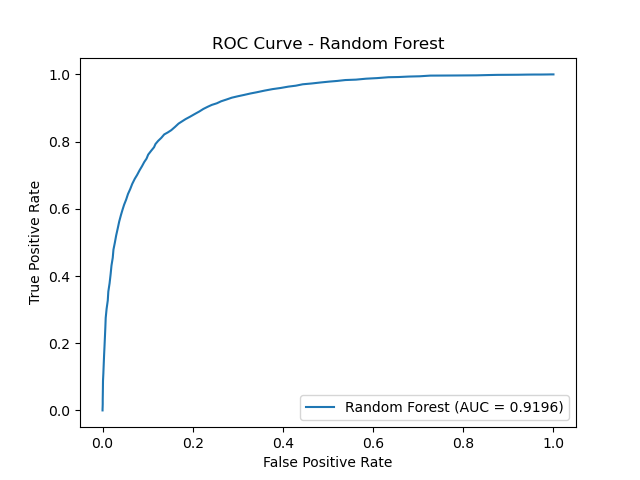 ROC Curve - Random Forest
True Positive Rate
1.0
0.8
0.6
0.4
0.2
0.0
Random Forest (AUC = 0.9196)
0.0 0.2 0.4 0.6 0.8 1.0
False Positive Rate